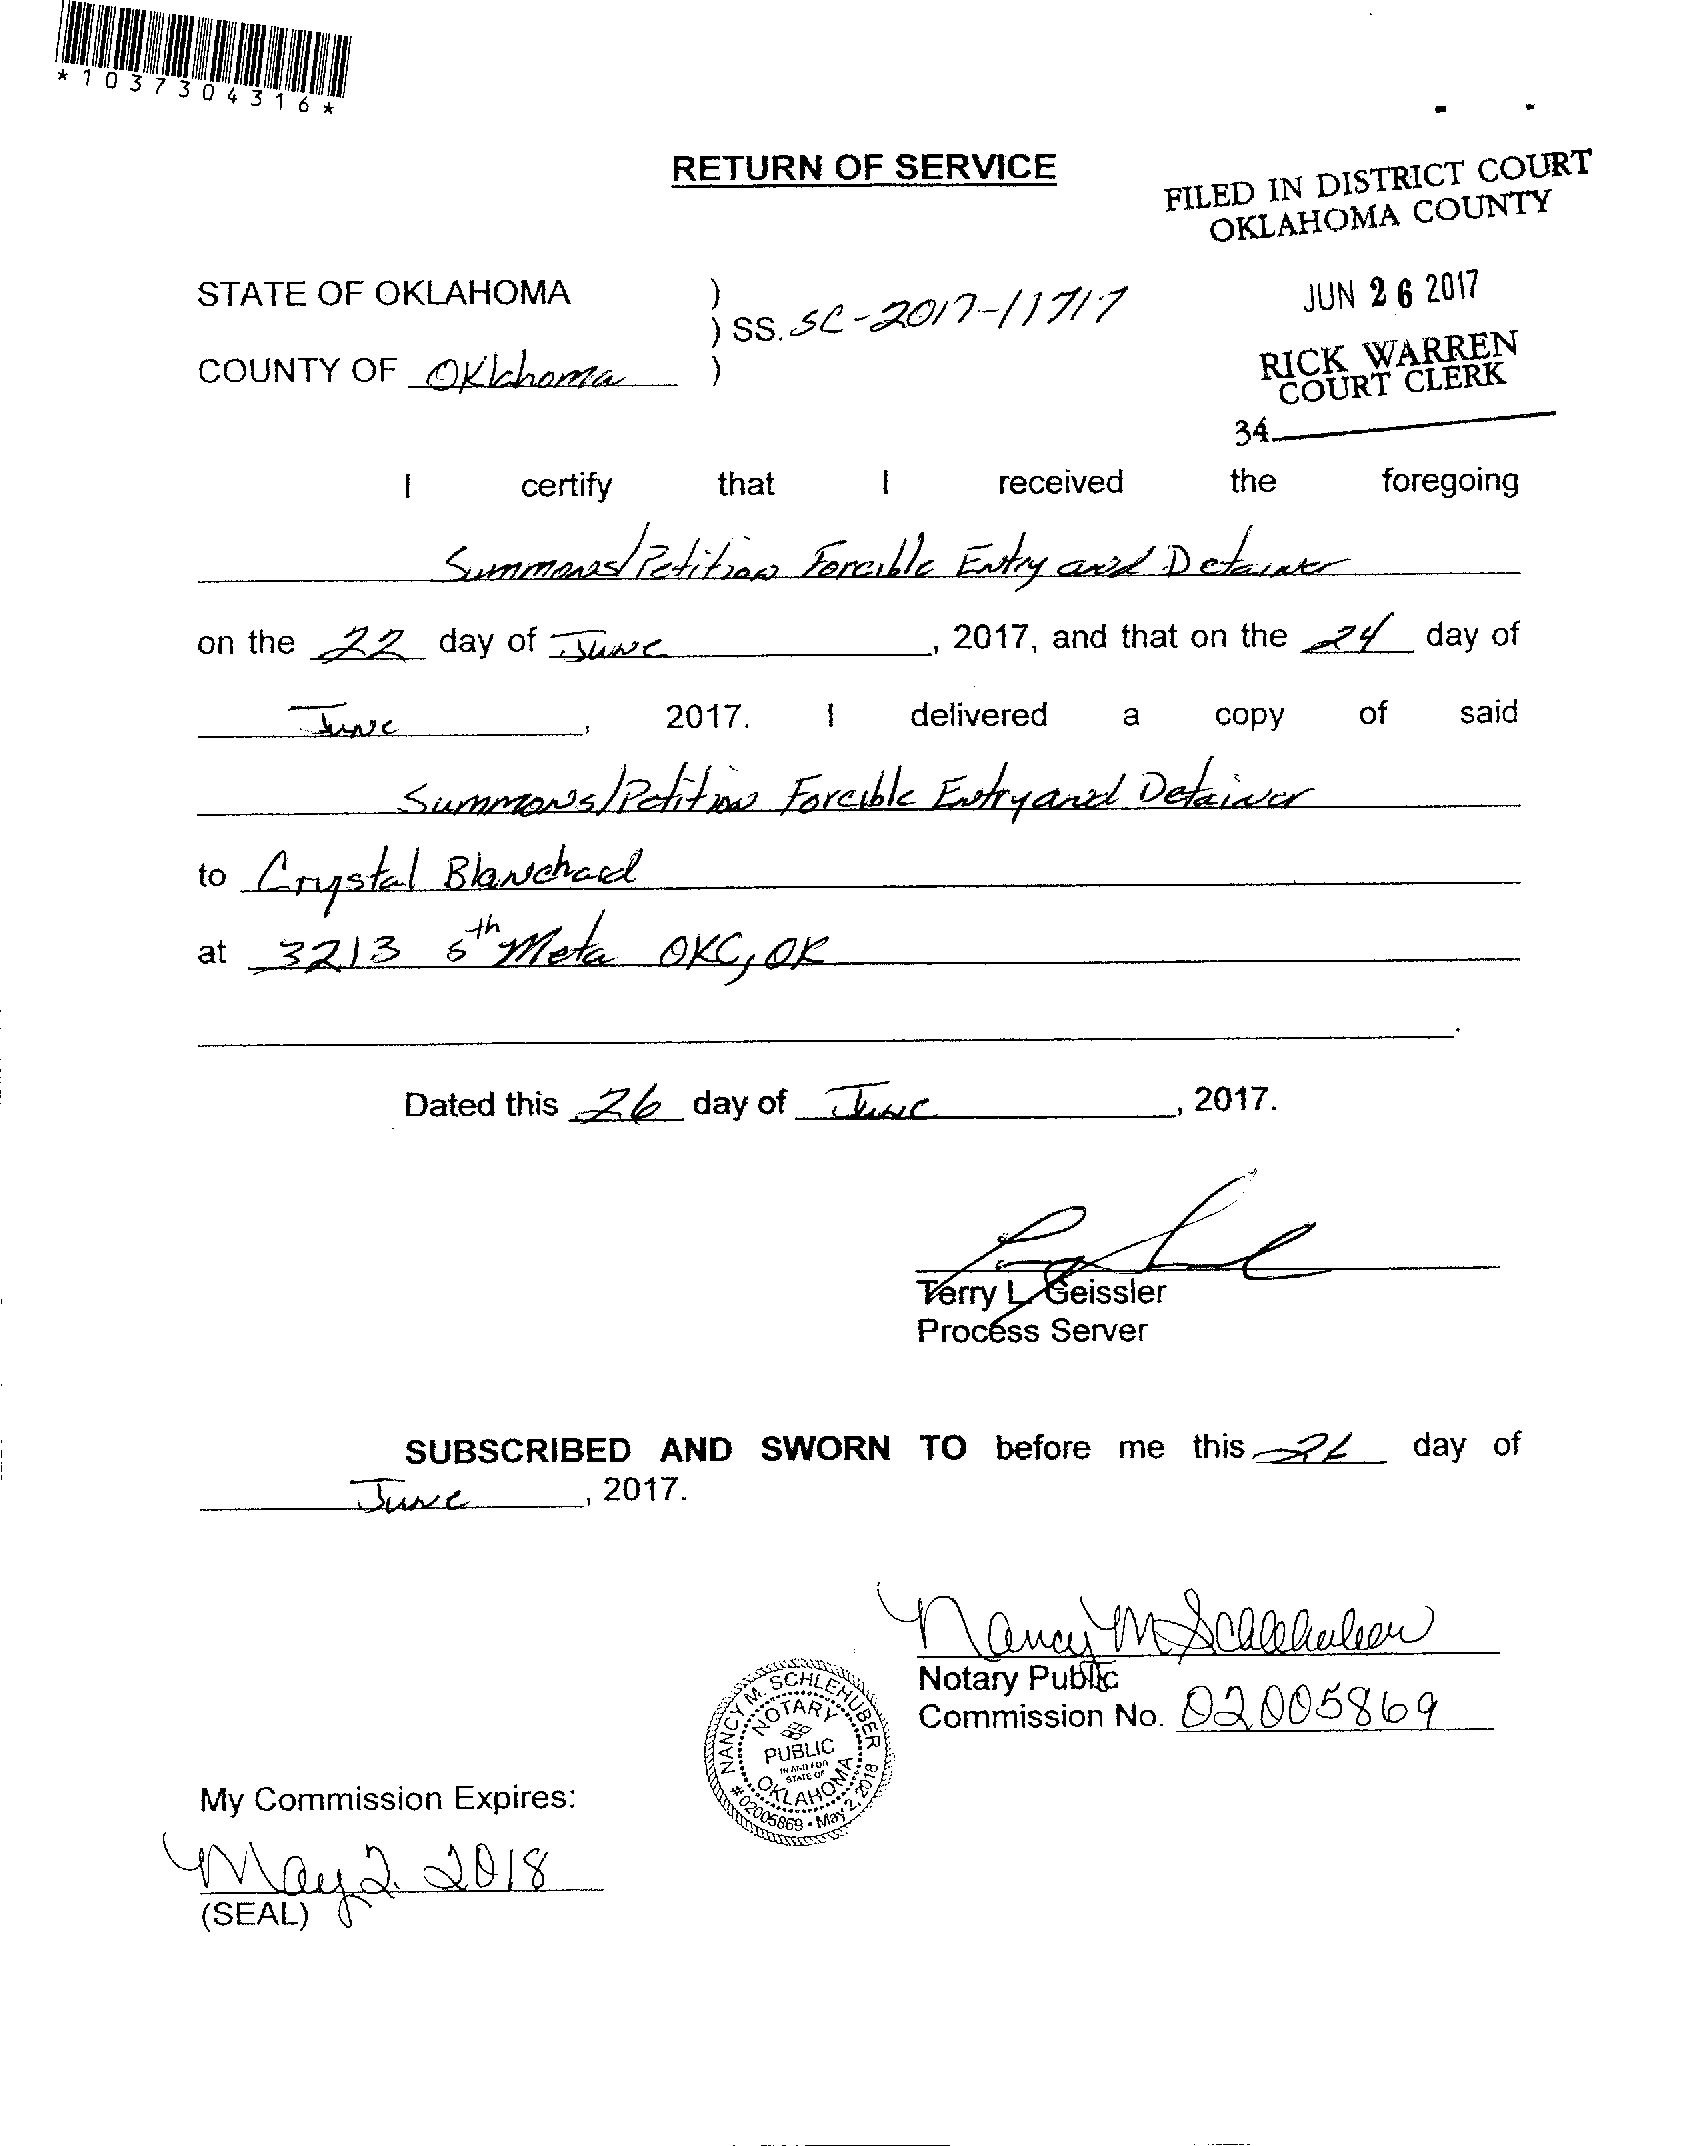 *1037304316*
RETURN OF SERVICE
FILED IN DISTRICT COURT
OKLAHOMA COUNTY
JUN 26 2017
RICK WARREN
COURT CLERK
34
STATE OF OKLAHOMA )
) SS. SC-2017-11717
COUNTY OF Oklahoma )
I certify that I received the foregoing
Summons/Petition Forcible Entry and Detainer
on the 22 day of June, 2017, and that on the 24 day of
June, 2017. I delivered a copy of said
Summons/Petition Forcible Entry and Detainer
to Crystal Blanchard
at 3213 5th Meta OKC, OK
Dated this 26 day of June, 2017.
Terry L. Geissler
Process Server
SUBSCRIBED AND SWORN TO before me this 26 day of
June, 2017.
Nancy M Schlehuber
Notary Public
Commission No. 02005869
NANCY M. SCHLEHUBER
NOTARY
PUBLIC
IN AND FOR
STATE OF
OKLAHOMA
# 02005869 • May 2, 2018
My Commission Expires:
May 2, 2018
(SEAL)